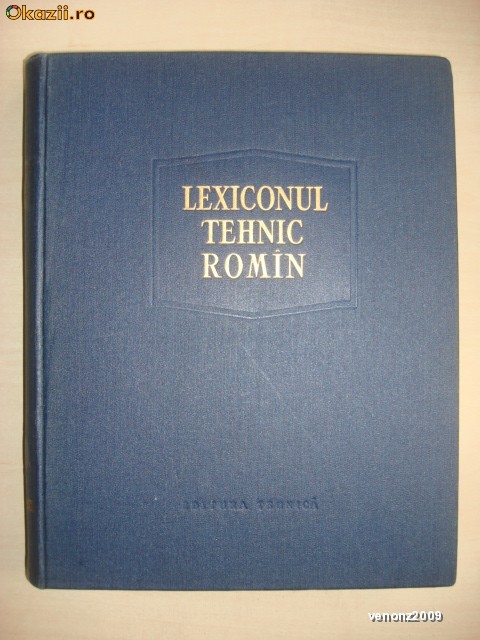 Okazii.ro
LEXICONUL
TEHNIC
ROMÎN
EDITURA TEHNICĂ
venonz2009